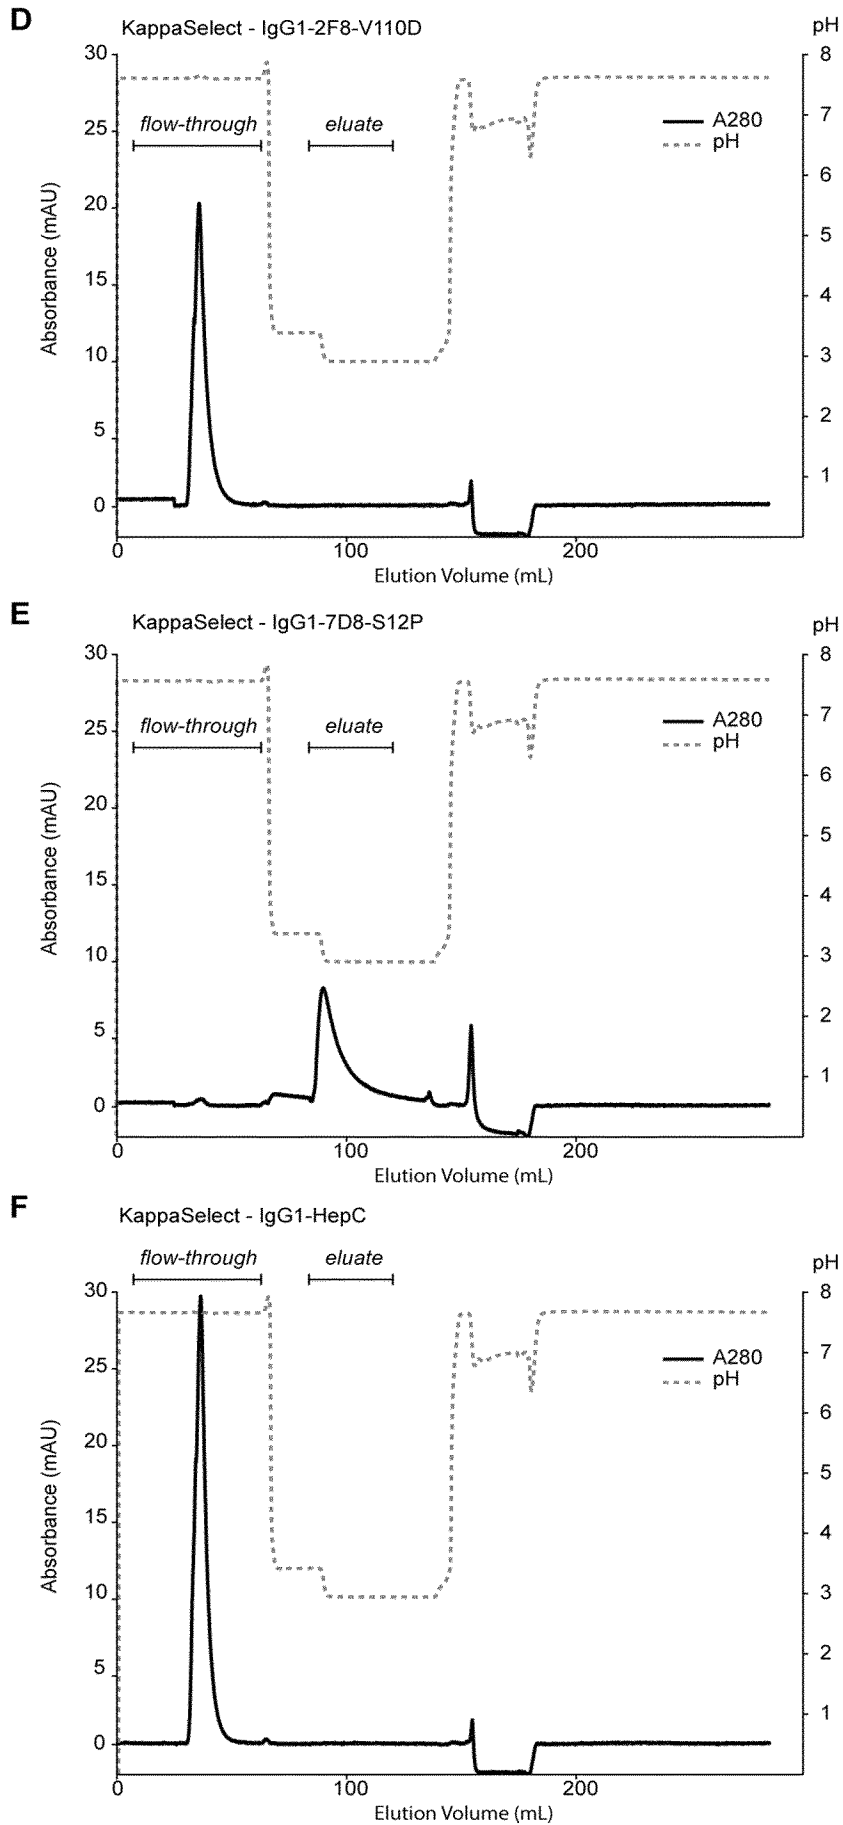 D
KappaSelect - IgG1-2F8-V110D
pH
30
25
20
15
10
5
0
Absorbance (mAU)
flow-through
eluate
A280
pH
8
7
6
5
4
3
2
1
0
100
200
Elution Volume (mL)
E
KappaSelect - IgG1-7D8-S12P
pH
30
25
20
15
10
5
0
Absorbance (mAU)
flow-through
eluate
A280
pH
8
7
6
5
4
3
2
1
0
100
200
Elution Volume (mL)
F
KappaSelect - IgG1-HepC
flow-through
eluate
pH
30
25
20
15
10
5
0
Absorbance (mAU)
A280
pH
8
7
6
5
4
3
2
1
0
100
200
Elution Volume (mL)